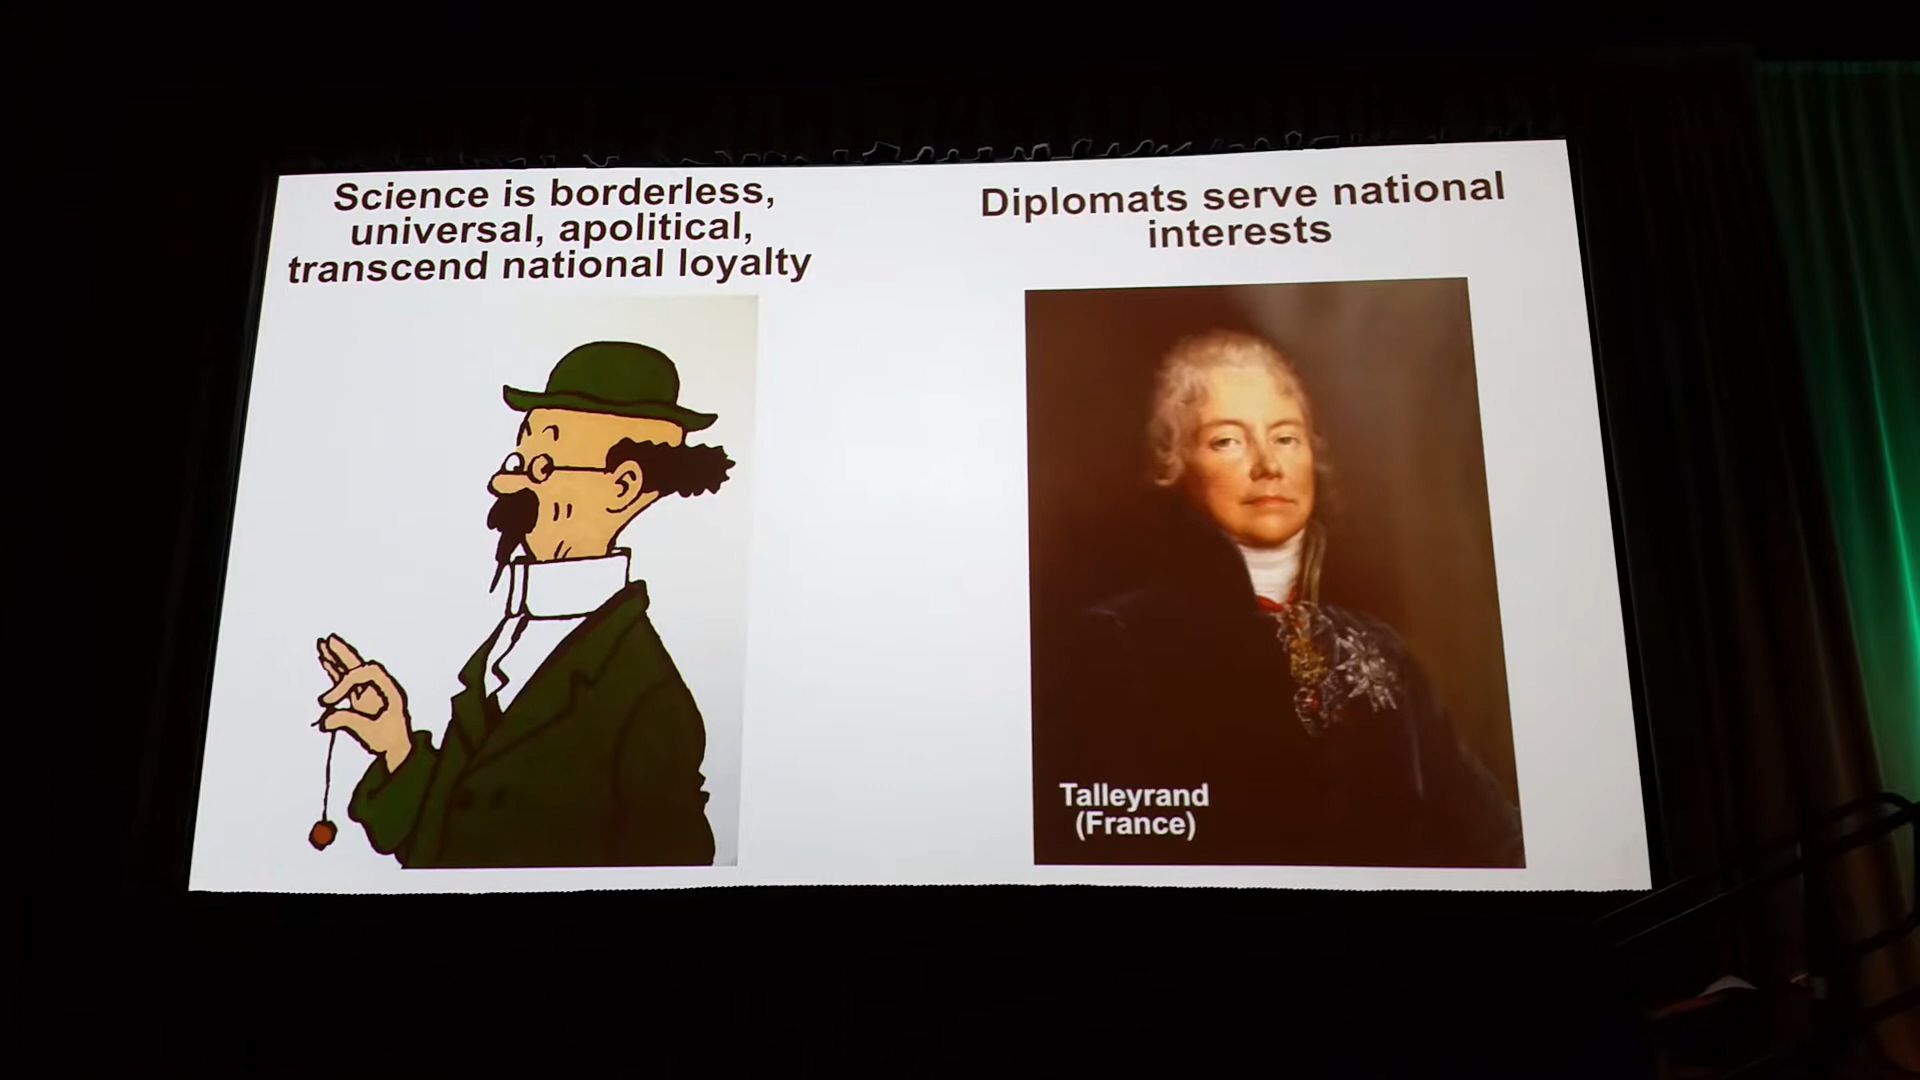 Science is borderless,
universal, apolitical,
transcend national loyalty
Diplomats serve national
interests
Talleyrand
(France)